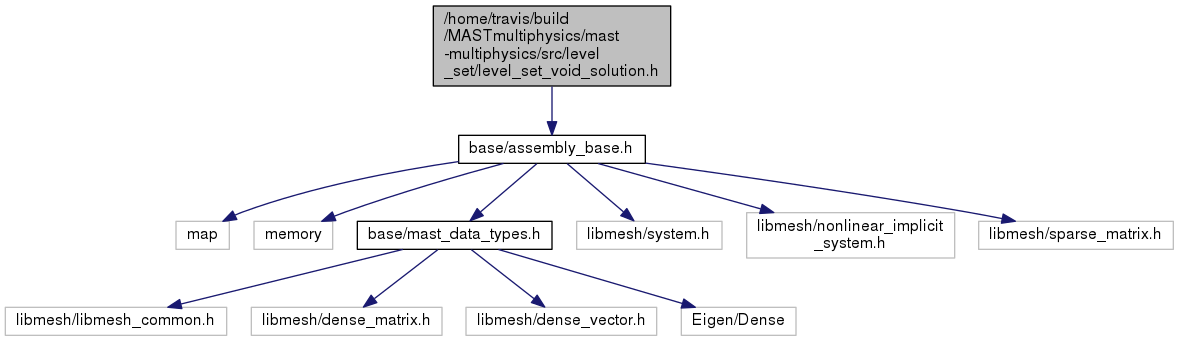 /home/travis/build
/MASTmultiphysics/mast
-multiphysics/src/level
_set/level_set_void_solution.h
base/assembly_base.h
map
memory
base/mast_data_types.h
libmesh/system.h
libmesh/nonlinear_implicit
_system.h
libmesh/sparse_matrix.h
libmesh/libmesh_common.h
libmesh/dense_matrix.h
libmesh/dense_vector.h
Eigen/Dense